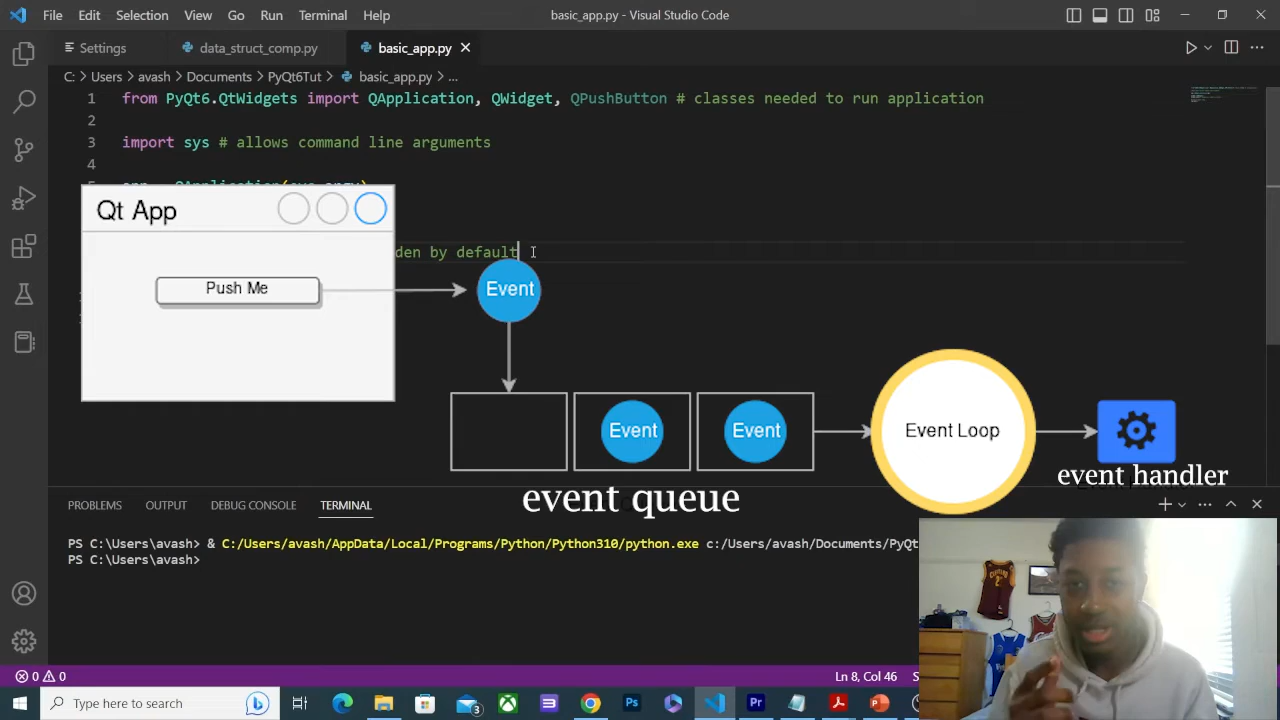 File Edit Selection View Go Run Terminal Help
basic_app.py - Visual Studio Code
Settings data_struct_comp.py basic_app.py
C: > Users > avash > Documents > PyQt6Tut > basic_app.py > ...
1 from PyQt6.QtWidgets import QApplication, QWidget, QPushButton # classes needed to run application
2
3 import sys # allows command line arguments
4
Qt App
den by default
Push Me
Event
Event Event
Event Loop
event handler
event queue
PROBLEMS OUTPUT DEBUG CONSOLE TERMINAL
PS C:\Users\avash> & C:/Users/avash/AppData/Local/Programs/Python/Python310/python.exe c:/Users/avash/Documents/PyQt
PS C:\Users\avash>
0 0
Ln 8, Col 46
Type here to search
3